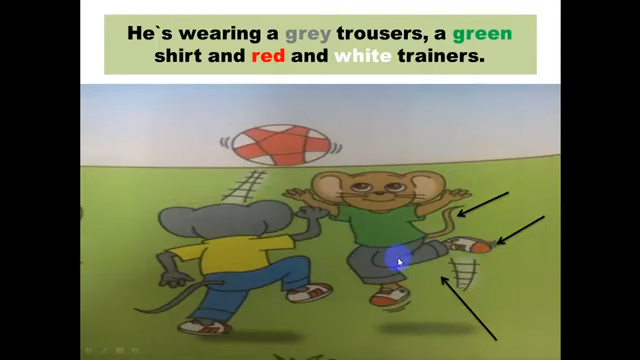 He`s wearing a grey trousers, a green
shirt and red and white trainers.